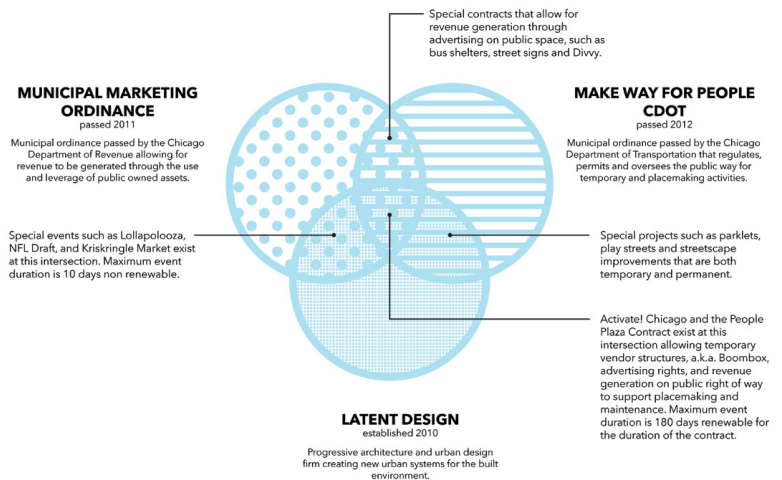 Special contracts that allow for
revenue generation through
advertising on public space, such as
bus shelters, street signs and Divvy.
MUNICIPAL MARKETING
ORDINANCE
passed 2011
Municipal ordinance passed by the Chicago
Department of Revenue allowing for
revenue to be generated through the use
and leverage of public owned assets.
MAKE WAY FOR PEOPLE
CDOT
passed 2012
Municipal ordinance passed by the Chicago
Department of Transportation that regulates,
permits and oversees the public way for
temporary and placemaking activities.
Special events such as Lollapolooza,
NFL Draft, and Kriskringle Market exist
at this intersection. Maximum event
duration is 10 days non renewable.
Special projects such as parklets,
play streets and streetscape
improvements that are both
temporary and permanent.
Activate! Chicago and the People
Plaza Contract exist at this
intersection allowing temporary
vendor structures, a.k.a. Boombox,
advertising rights, and revenue
generation on public right of way
to support placemaking and
maintenance. Maximum event
duration is 180 days renewable for
the duration of the contract.
LATENT DESIGN
established 2010
Progressive architecture and urban design
firm creating new urban systems for the built
environment.